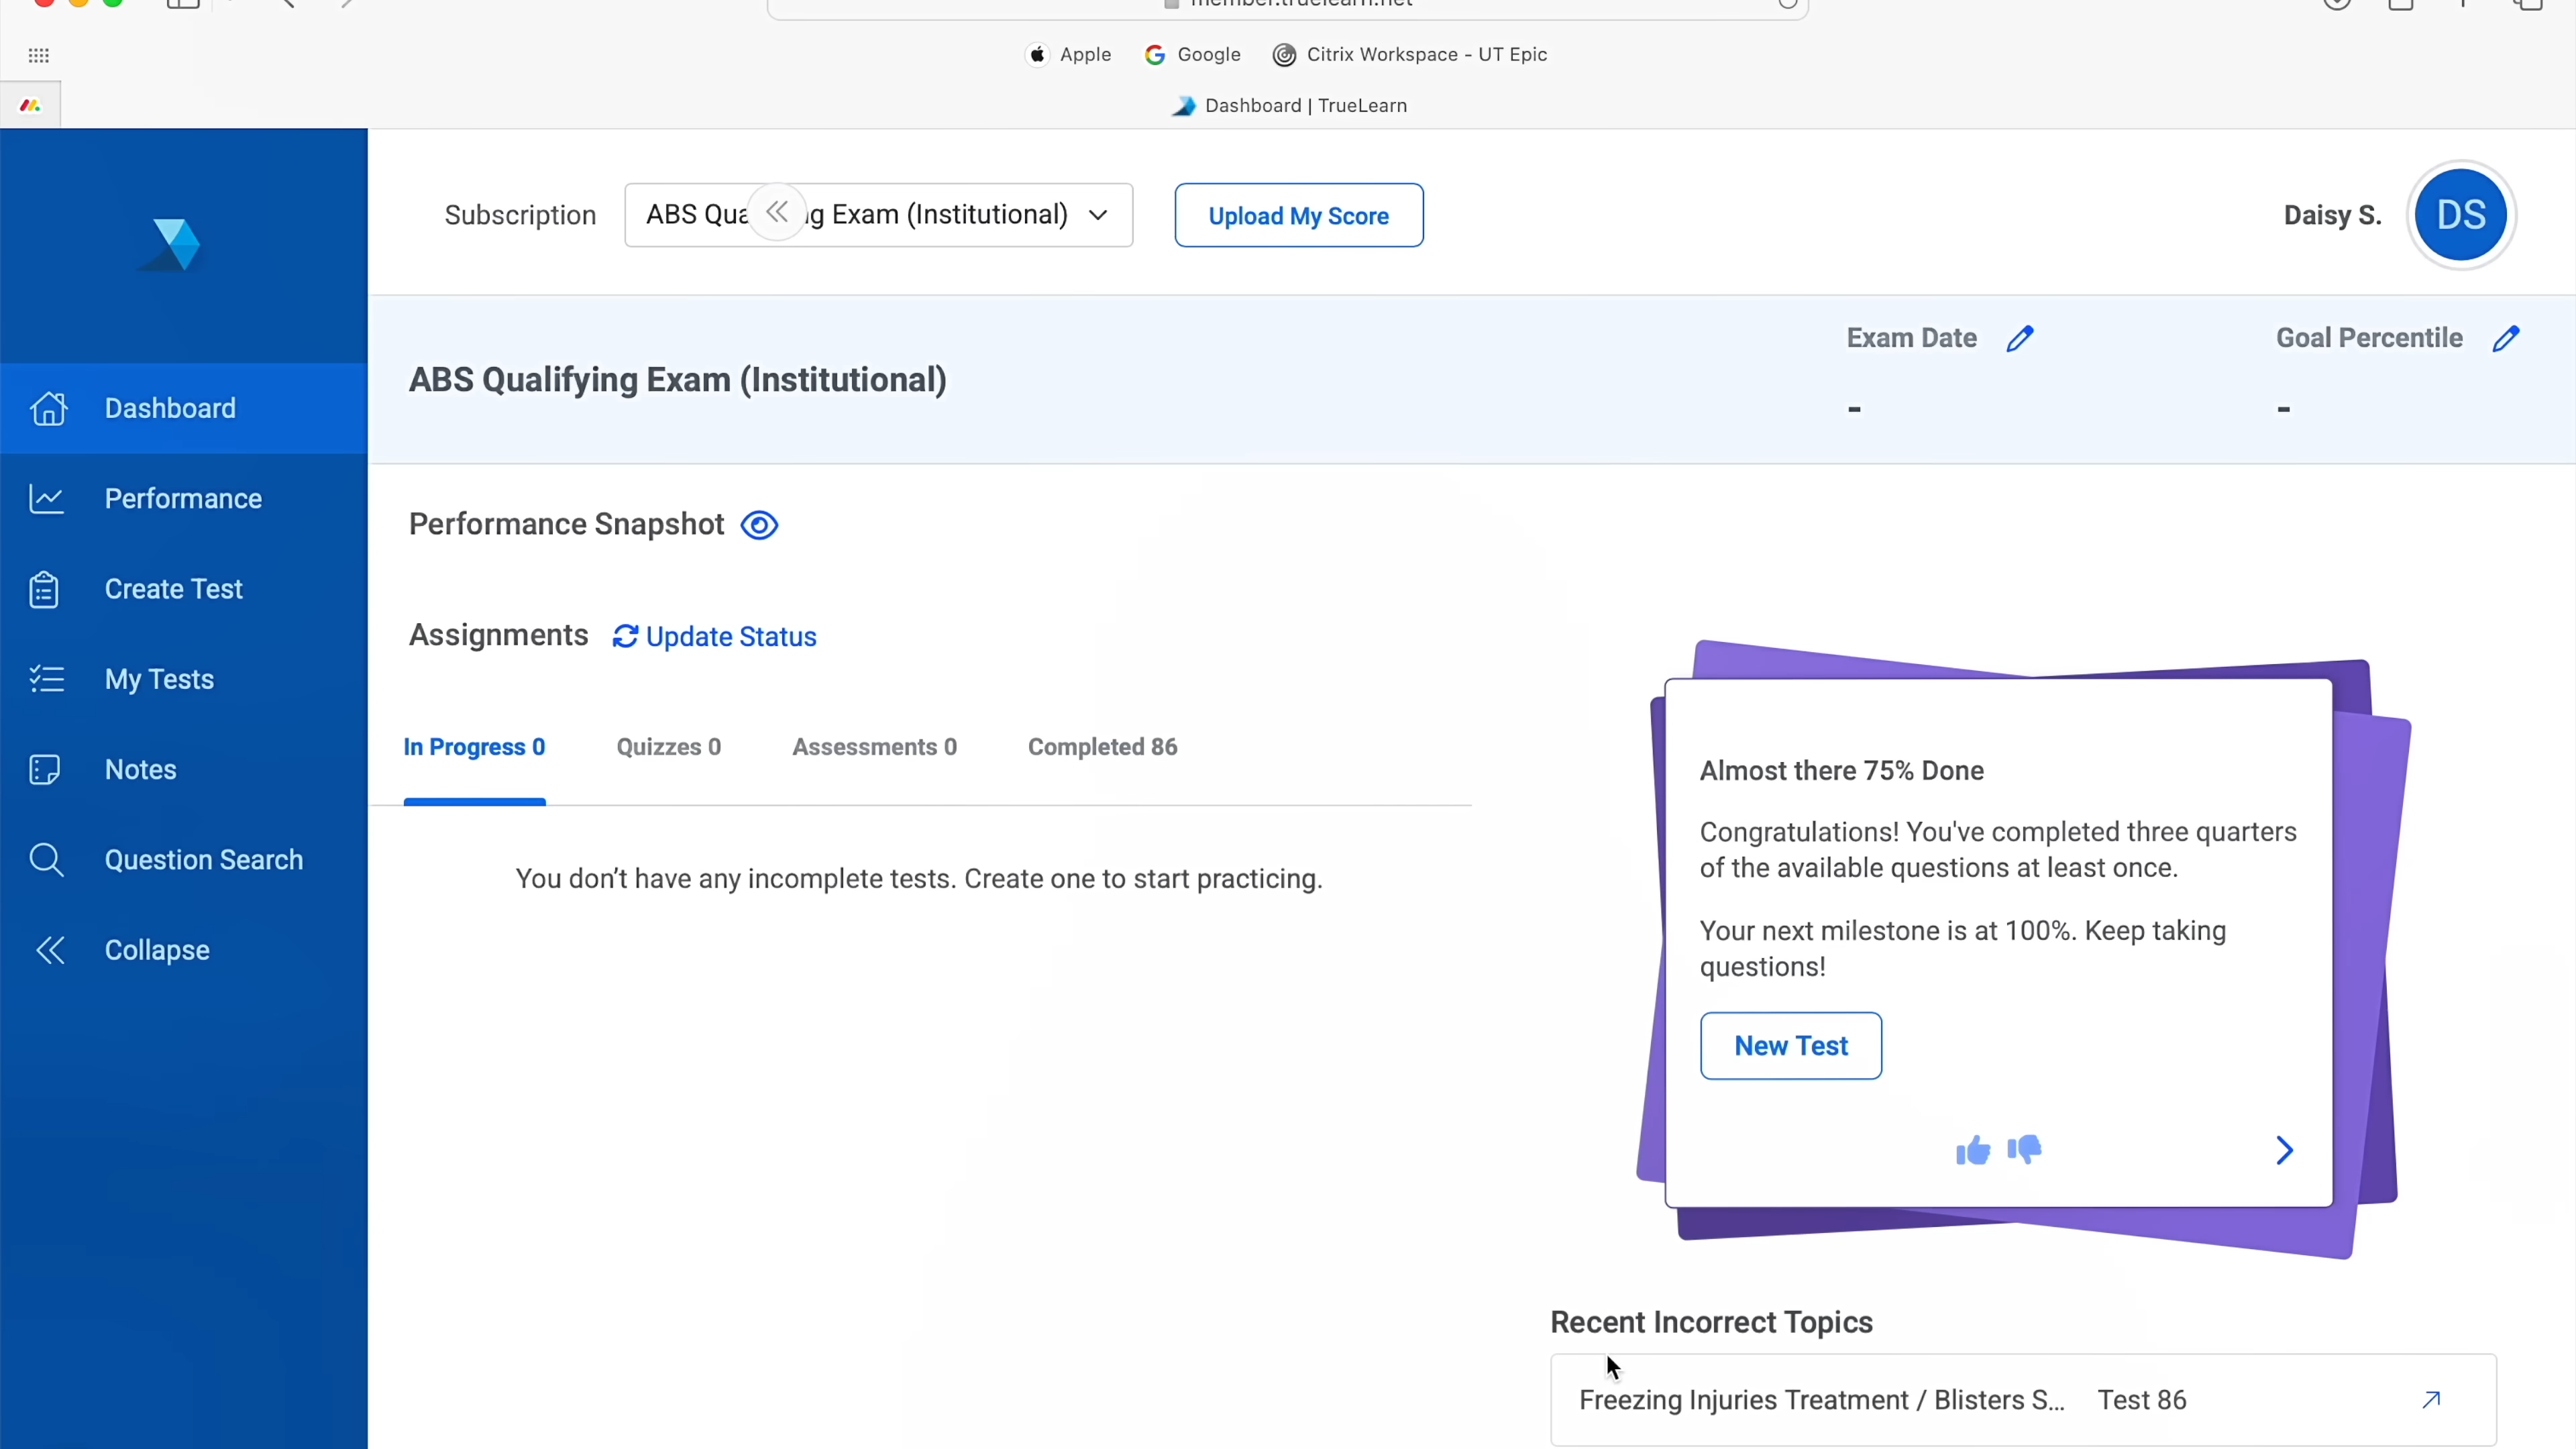 Apple
Google
Citrix Workspace - UT Epic
Dashboard | TrueLearn
Subscription
Exam (Institutional)
Upload My Score
Daisy S.
DS
ABS Qualifying Exam (Institutional)
Exam Date
-
Goal Percentile
-
Dashboard
Performance
Create Test
My Tests
Notes
Question Search
Collapse
Performance Snapshot
Assignments
Update Status
In Progress 0
Quizzes 0
Assessments 0
Completed 86
You don't have any incomplete tests. Create one to start practicing.
Almost there 75% Done
Congratulations! You've completed three quarters
of the available questions at least once.
Your next milestone is at 100%. Keep taking
questions!
New Test
Recent Incorrect Topics
Freezing Injuries Treatment / Blisters S...
Test 86